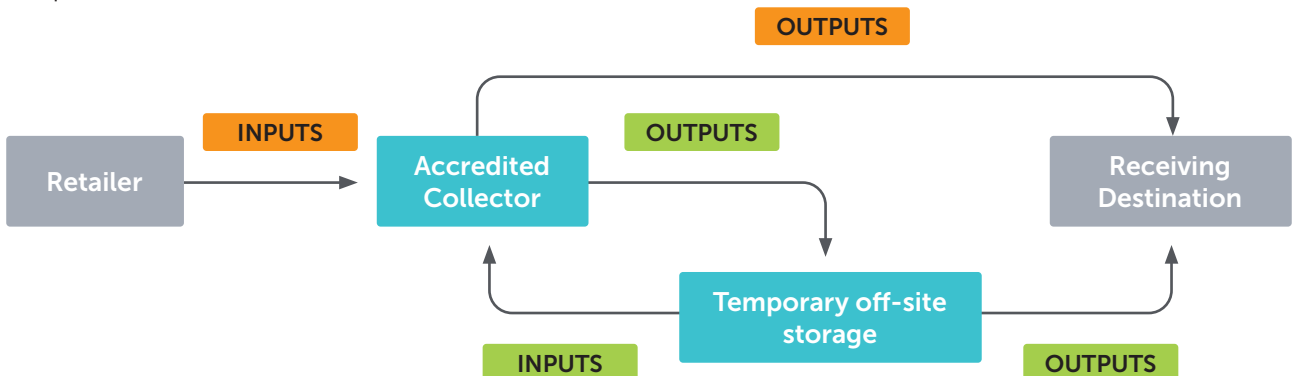 OUTPUTS
INPUTS
OUTPUTS
Retailer
Accredited
Collector
Receiving
Destination
Temporary off-site
storage
INPUTS
OUTPUTS